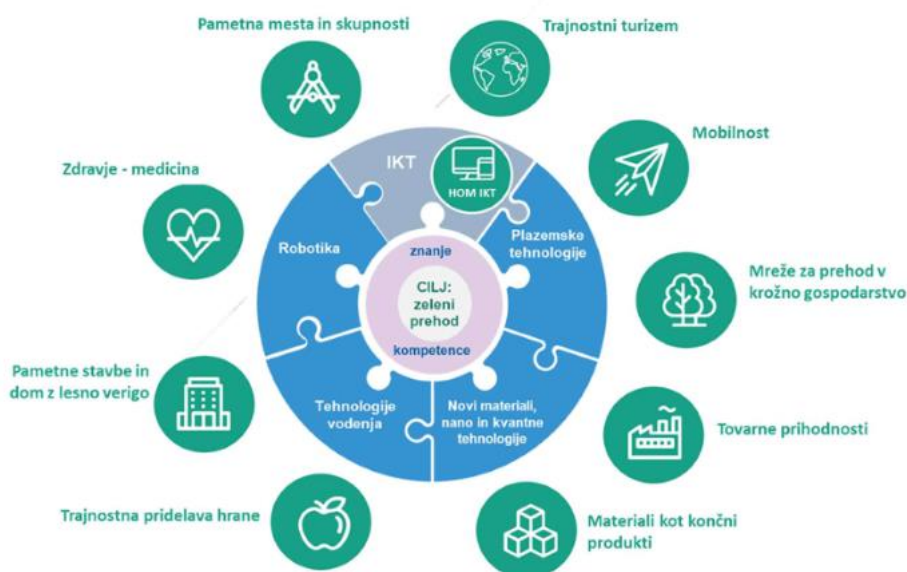 Pametna mesta in skupnosti
Trajnostni turizem
Mobilnost
Zdravje - medicina
IKT
HOM IKT
Robotika
Plazemske
tehnologije
znanje
CILJ:
zeleni
prehod
kompetence
Mreže za prehod v
krožno gospodarstvo
Pametne stavbe in
dom z lesno verigo
Tehnologije
vodenja
Novi materiali,
nano in kvantne
tehnologije
Tovarne prihodnosti
Trajnostna pridelava hrane
Materiali kot končni
produkti